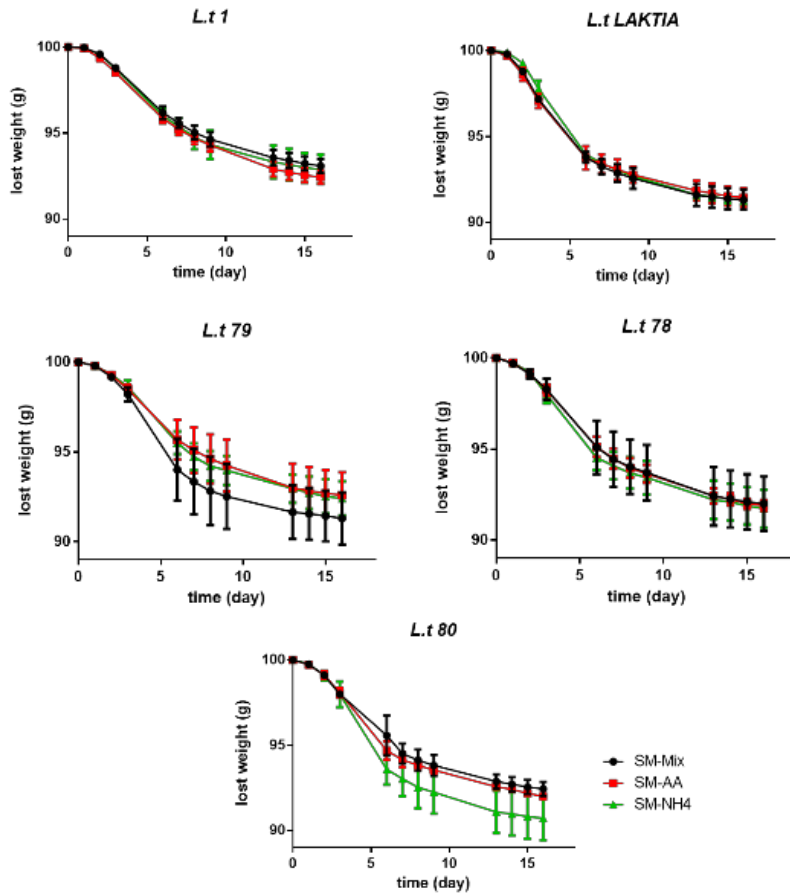 L.t 1
100
95
90
lost weight (g)
0 5 10 15
time (day)
L.t LAKTIA
100
95
90
lost weight (g)
0 5 10 15
time (day)
L.t 79
100
95
90
lost weight (g)
0 5 10 15
time (day)
L.t 78
100
95
90
lost weight (g)
0 5 10 15
time (day)
L.t 80
100
95
90
lost weight (g)
0 5 10 15
time (day)
SM-Mix
SM-AA
SM-NH4